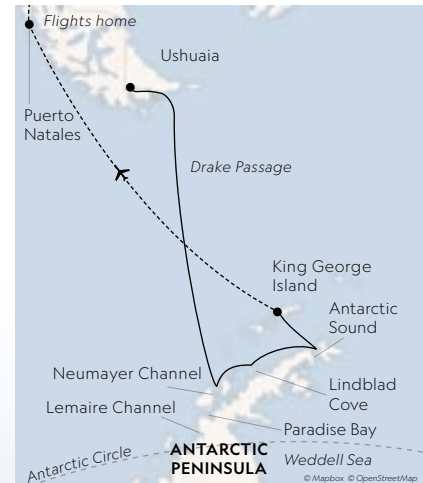 Flights home
Ushuaia
Puerto
Natales
Drake Passage
King George
Island
Antarctic
Sound
Neumayer Channel
Lindblad
Cove
Lemaire Channel
Paradise Bay
ANTARCTIC
PENINSULA
Weddell Sea
Antarctic Circle
© Mapbox © OpenStreetMap